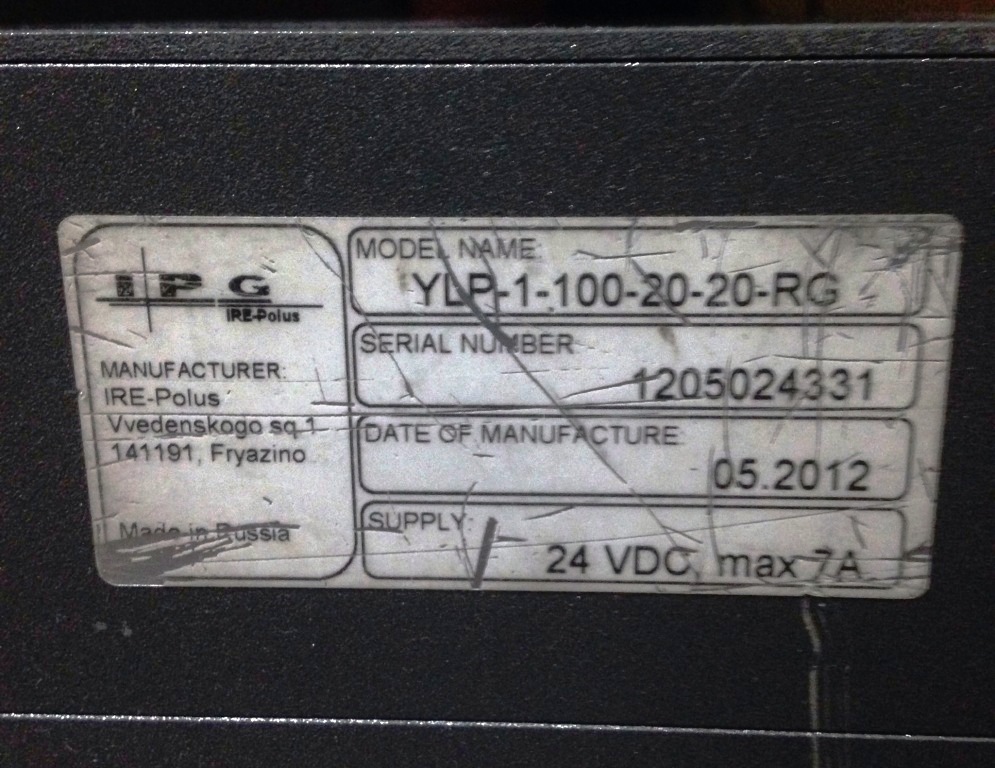 IPG
IRE-Polus
MANUFACTURER:
IRE-Polus
Vvedenskogo sq.1
141191, Fryazino
Made in Russia
MODEL NAME:
YLP-1-100-20-20-RG
SERIAL NUMBER
1205024331
DATE OF MANUFACTURE:
05.2012
SUPPLY:
24 VDC, max 7A